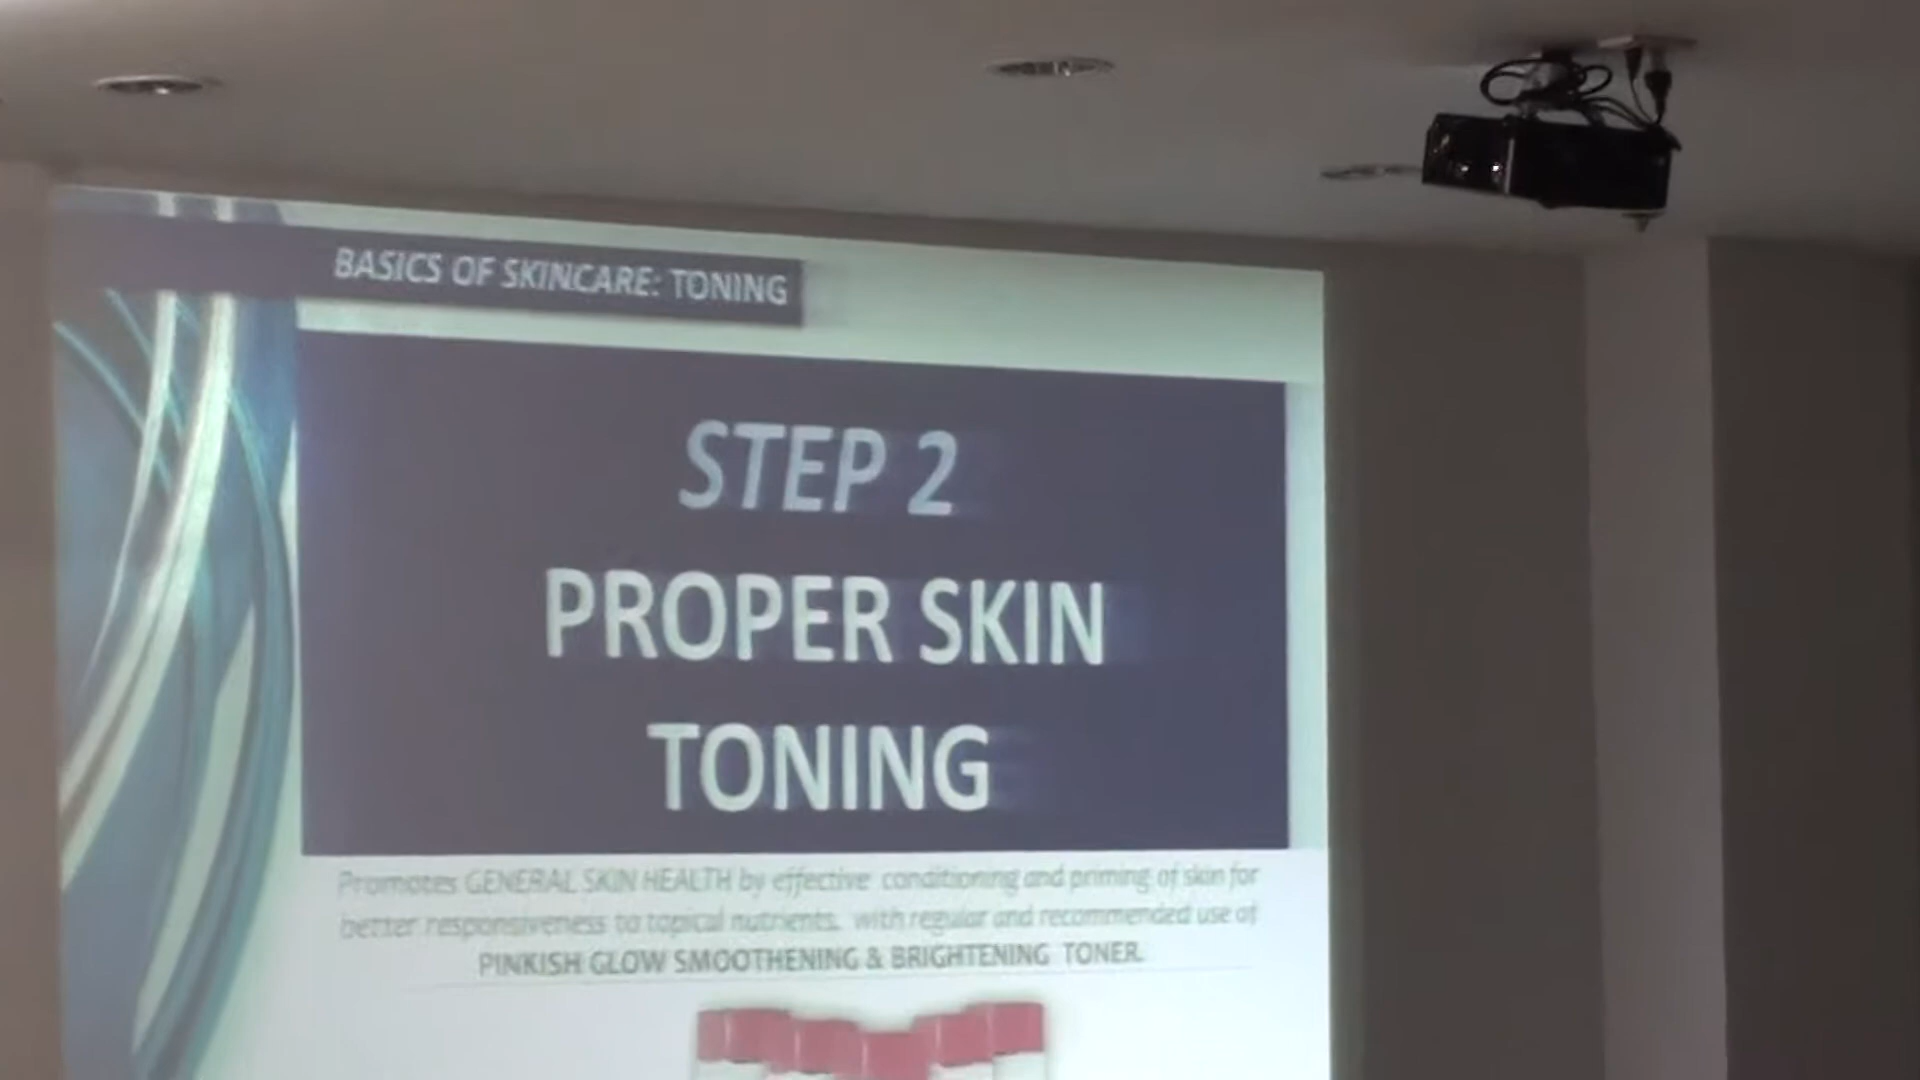 BASICS OF SKINCARE: TONING
STEP 2
PROPER SKIN
TONING
Promotes GENERAL SKIN HEALTH by effective conditioning and priming of skin for
better responsiveness to topical nutrients, with regular and recommended use of
PINKISH GLOW SMOOTHENING & BRIGHTENING TONER.